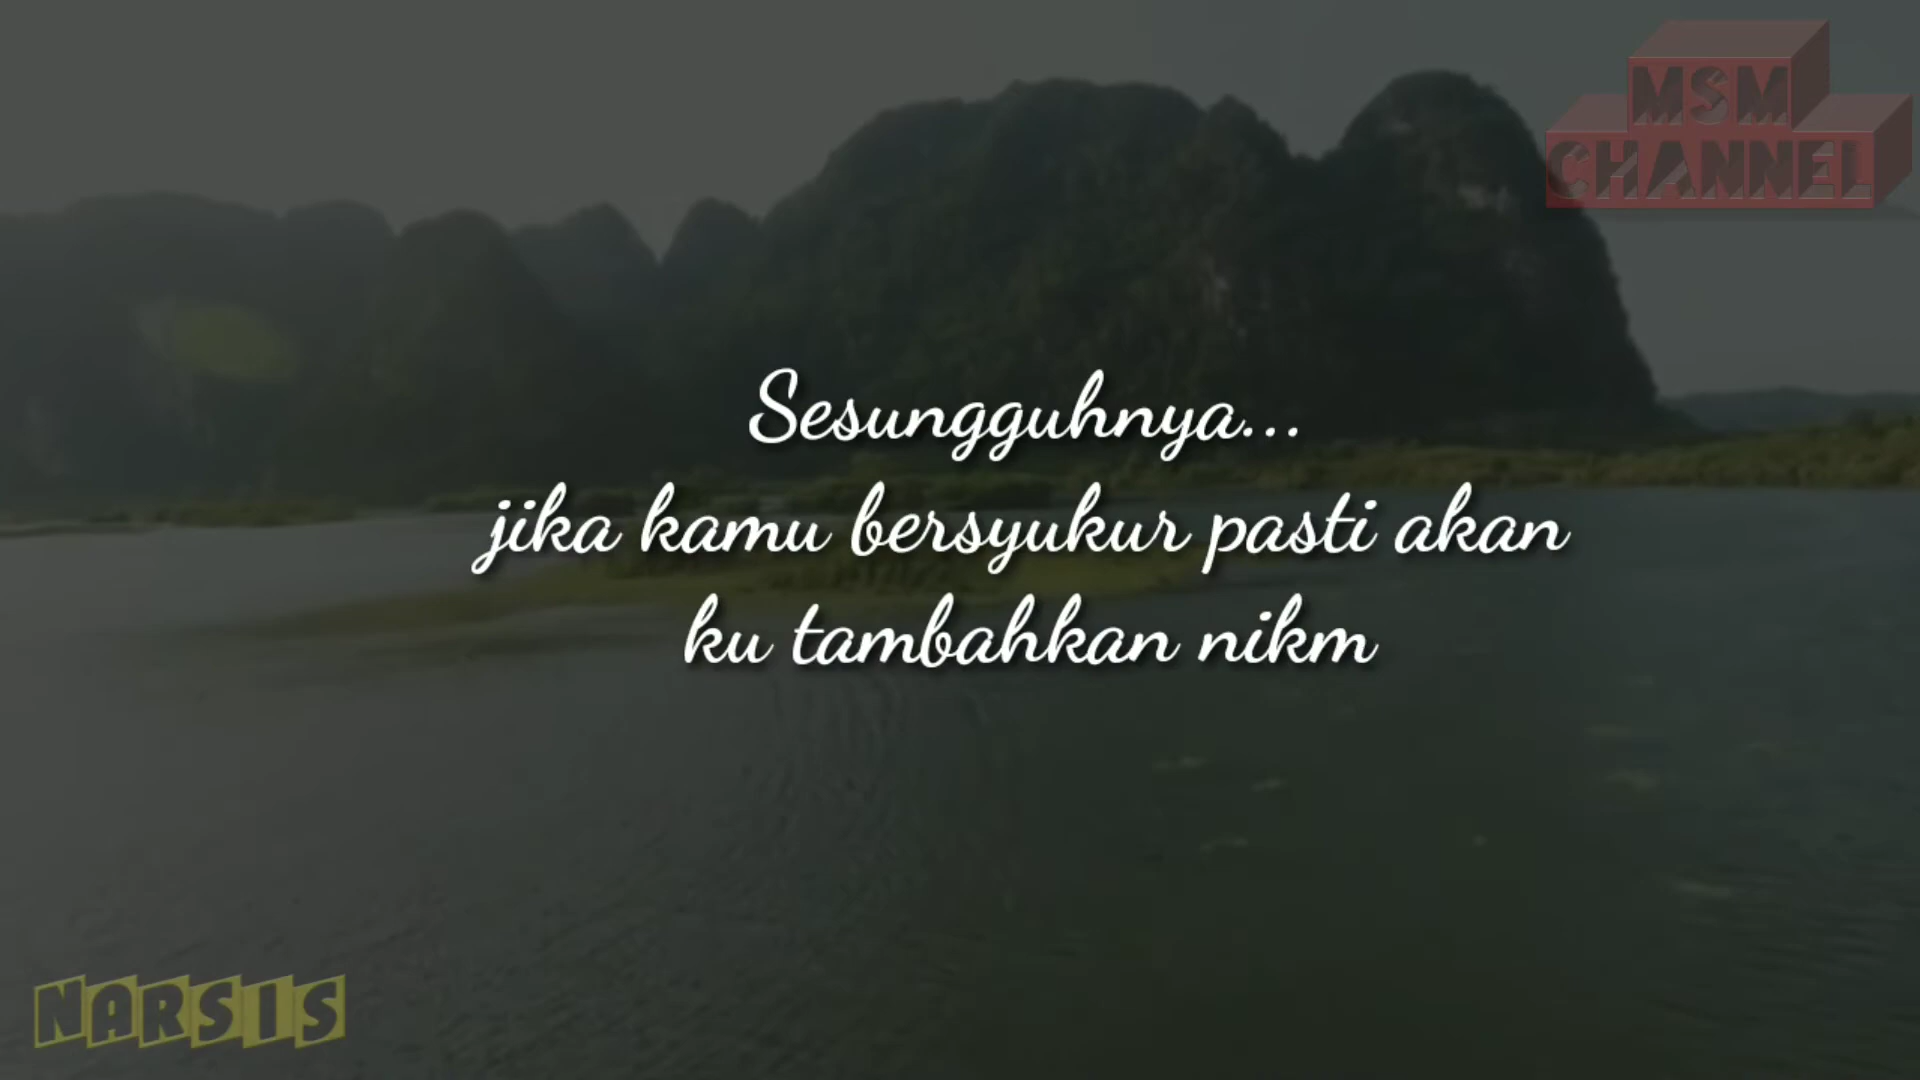 MSM
CHANNEL
Sesungguhnya...
jika kamu bersyukur pasti akan
ku tambahkan nikm
NARSIS